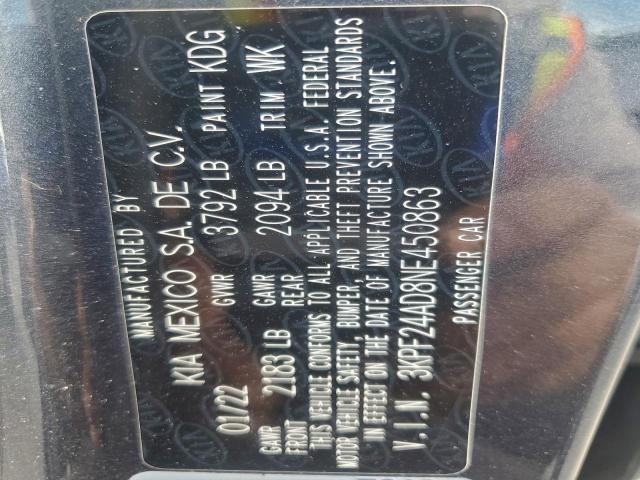 MANUFACTURED BY
KIA MEXICO S.A. DE C.V.
01/22 GVWR 3792 LB PAINT KDG
GAWR FRONT 2183 LB GAWR REAR 2094 LB TRIM WK
THIS VEHICLE CONFORMS TO ALL APPLICABLE U.S.A. FEDERAL
MOTOR VEHICLE SAFETY, BUMPER, AND THEFT PREVENTION STANDARDS
IN EFFECT ON THE DATE OF MANUFACTURE SHOWN ABOVE.
V.I.N. 3KPF24AD8NE450863
PASSENGER CAR